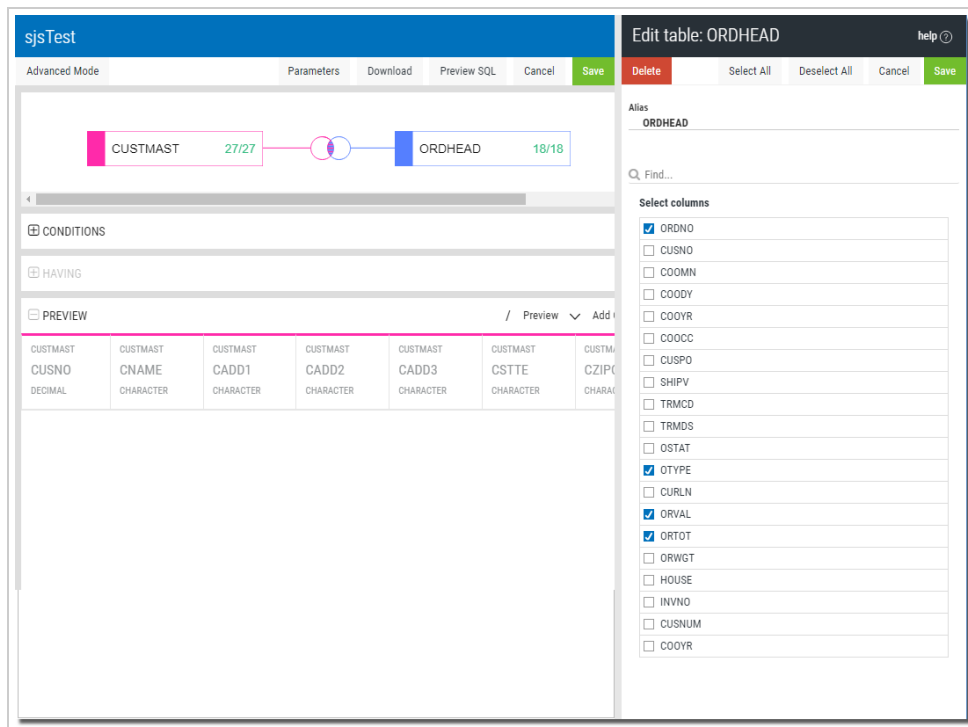 sjsTest
Advanced Mode Parameters Download Preview SQL Cancel Save
CUSTMAST 27/27 ORDHEAD 18/18
CONDITIONS
HAVING
PREVIEW / Preview Add
CUSTMAST CUSTMAST CUSTMAST CUSTMAST CUSTMAST CUSTMAST
CUSNO CNAME CADD1 CADD2 CADD3 CSTTE
DECIMAL CHARACTER CHARACTER CHARACTER CHARACTER CHARACTER
Edit table: ORDHEAD help ?
Delete Select All Deselect All Cancel Save
Alias
ORDHEAD
Find...
Select columns
ORDNO
CUSNO
COOMN
COODY
COOYR
COOCC
CUSPO
SHIPV
TRMCD
TRMDS
OSTAT
OTYPE
CURLN
ORVAL
ORTOT
ORWGT
HOUSE
INVNO
CUSNUM
COOYR